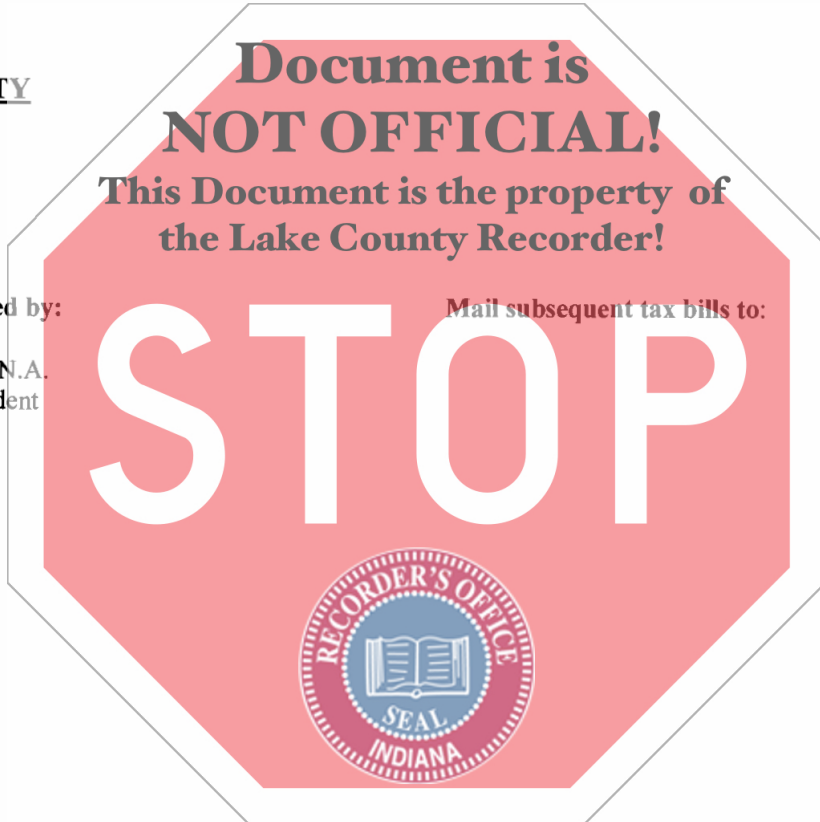 Document is
TY
NOT OFFICIAL!
This Document is the property of
the Lake County Recorder!
ed by:
Mail subsequent tax bills to:
N.A.
dent
STOP
RECORDER'S OFFICE
SEAL
INDIANA